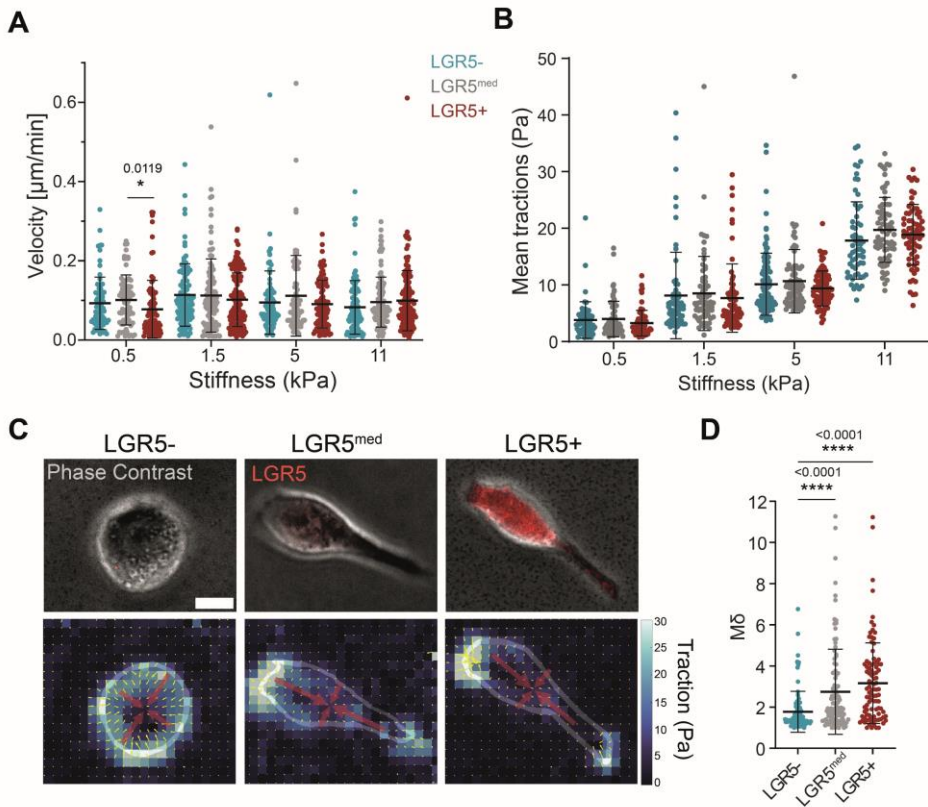 A
Velocity [µm/min]
0.6
0.4
0.2
0.0
0.0119
*
0.5
1.5
5
11
Stiffness (kPa)
LGR5-
LGR5med
LGR5+
B
Mean tractions (Pa)
50
40
30
20
10
0
0.5
1.5
5
11
Stiffness (kPa)
C
LGR5-
LGR5med
LGR5+
Phase Contrast
LGR5
30
25
20
15
10
5
0
Traction (Pa)
D
<0.0001
****
<0.0001
****
Mδ
12
10
8
6
4
2
0
LGR5-
LGR5med
LGR5+